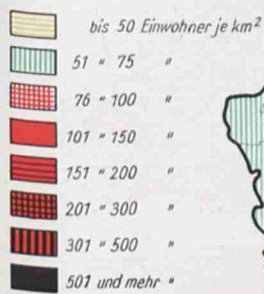 bis 50 Einwohner je km²
51 " 75 "
76 " 100 "
101 " 150 "
151 " 200 "
201 " 300 "
301 " 500 "
501 und mehr "